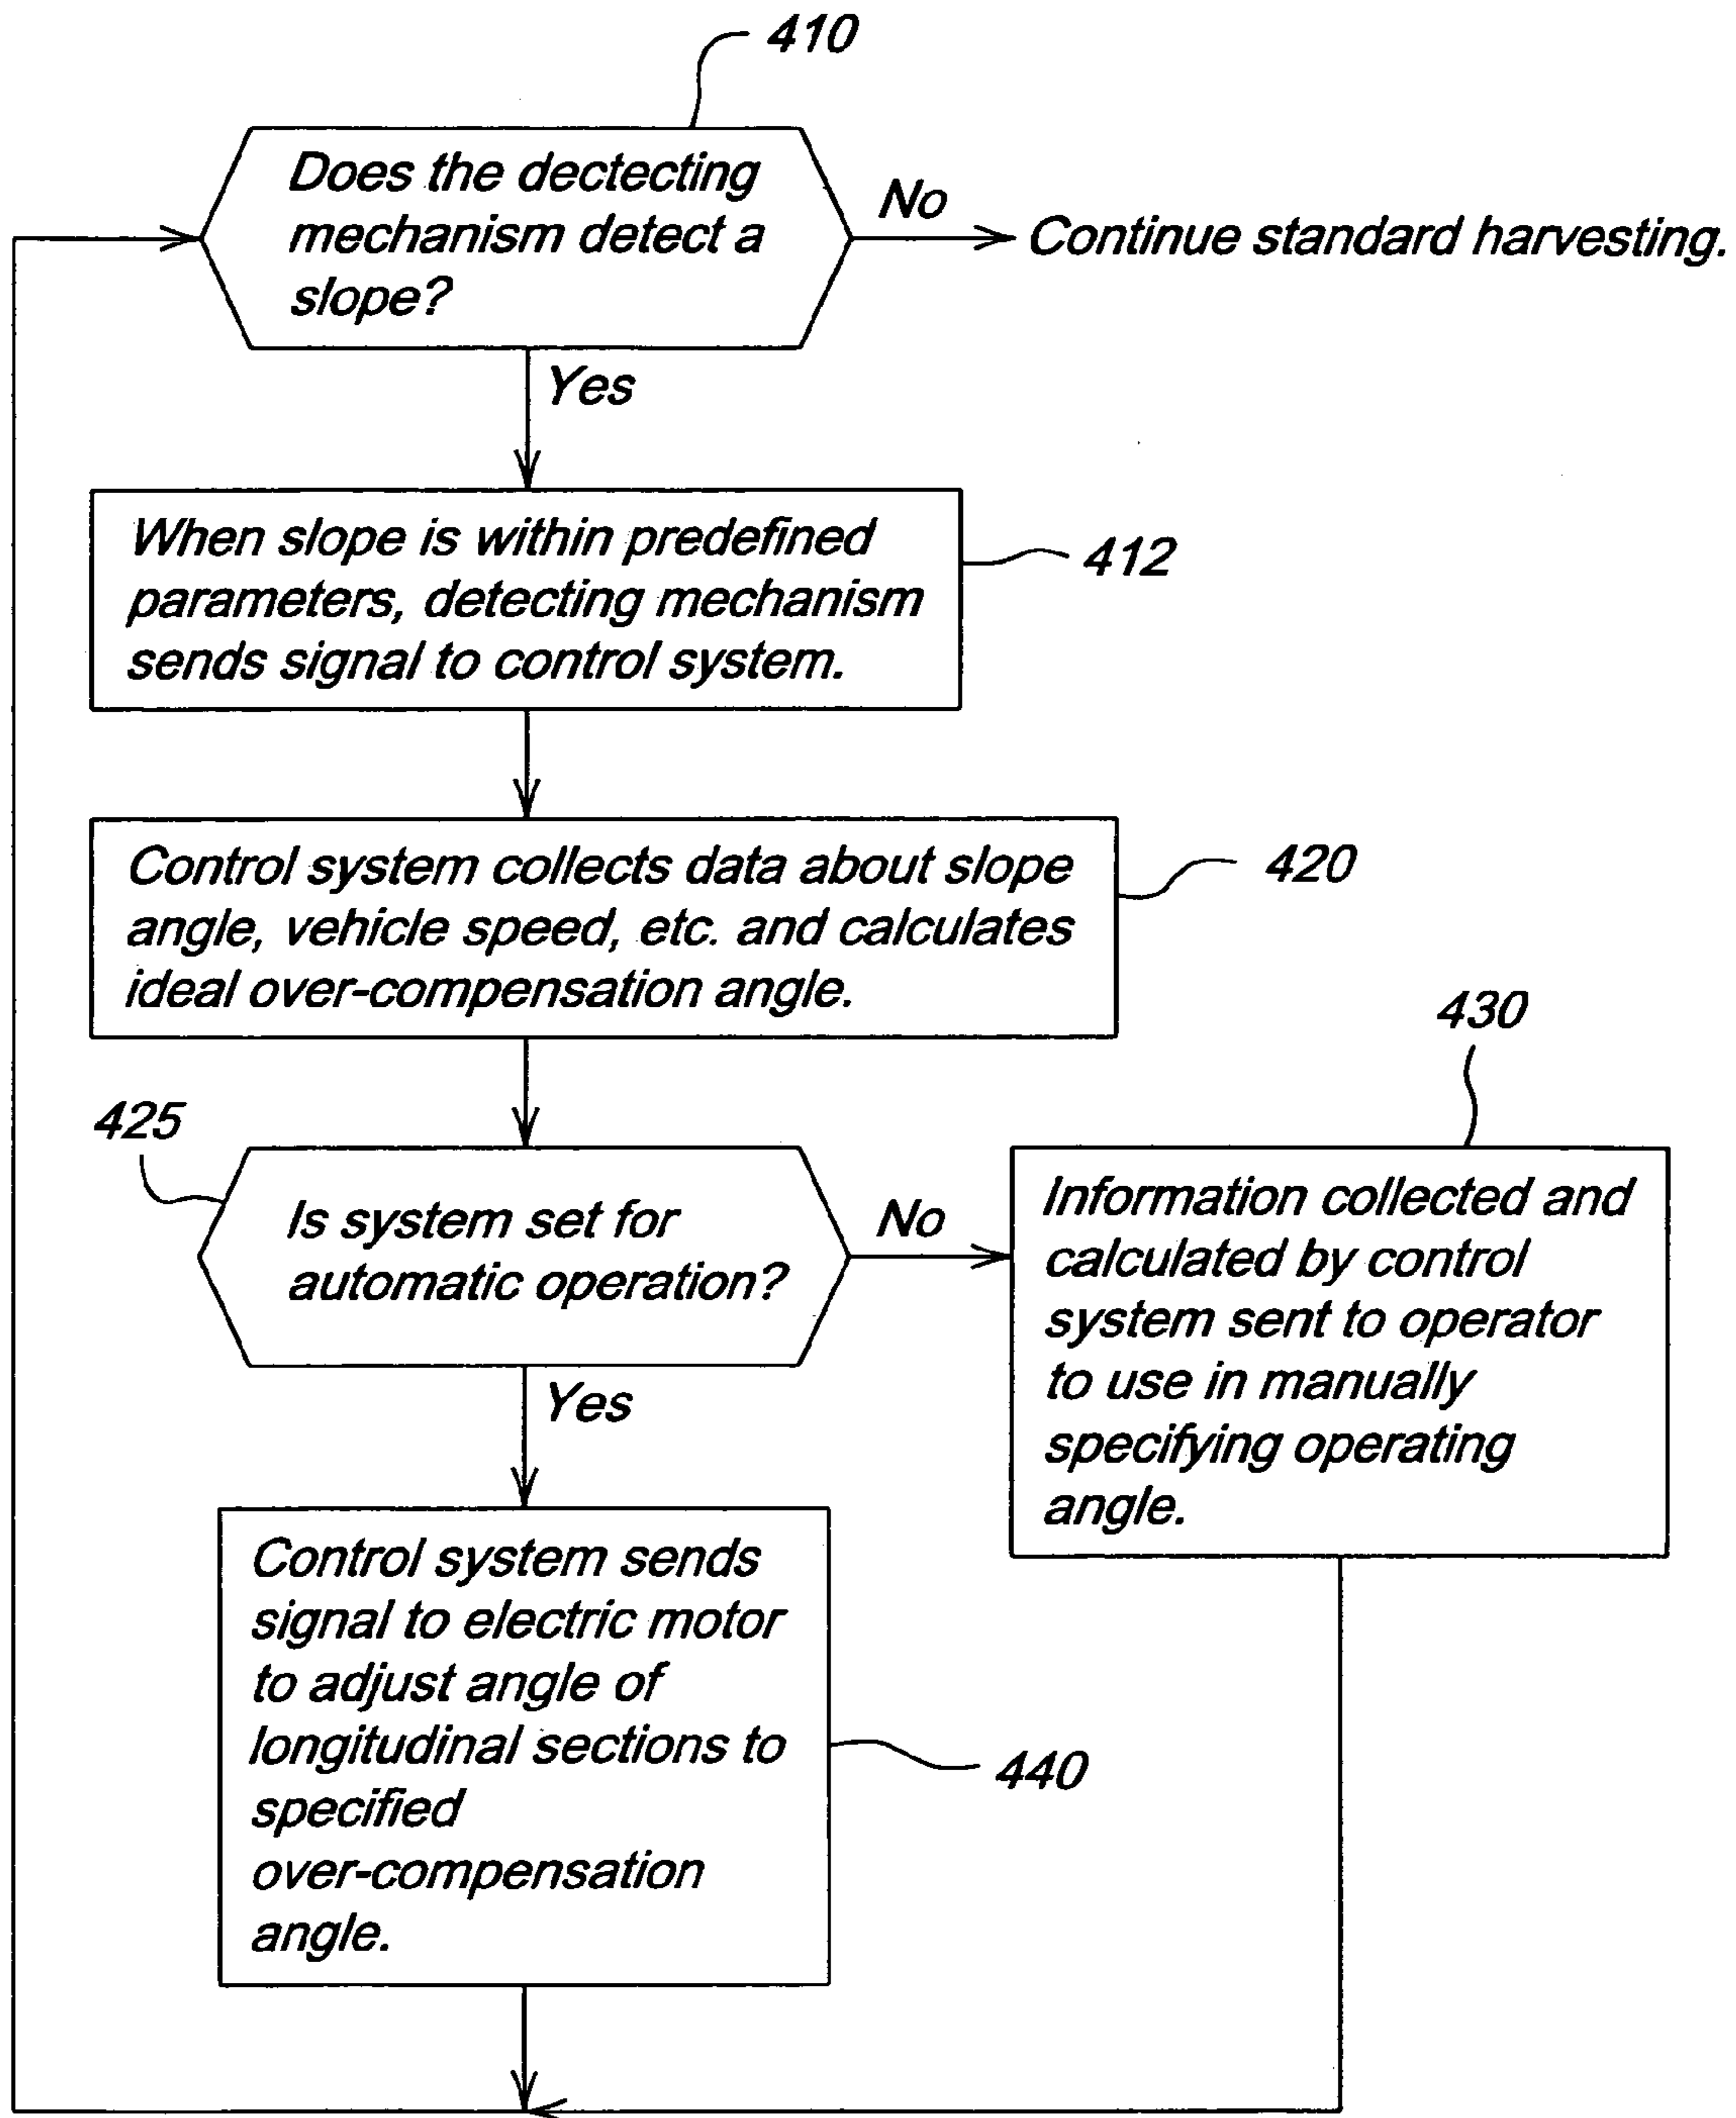 410
Does the dectecting
mechanism detect a
slope?
No
Continue standard harvesting.
Yes
When slope is within predefined
parameters, detecting mechanism
sends signal to control system.
412
Control system collects data about slope
angle, vehicle speed, etc. and calculates
ideal over-compensation angle.
420
425
Is system set for
automatic operation?
No
430
Information collected and
calculated by control
system sent to operator
to use in manually
specifying operating
angle.
Yes
Control system sends
signal to electric motor
to adjust angle of
longitudinal sections to
specified
over-compensation
angle.
440